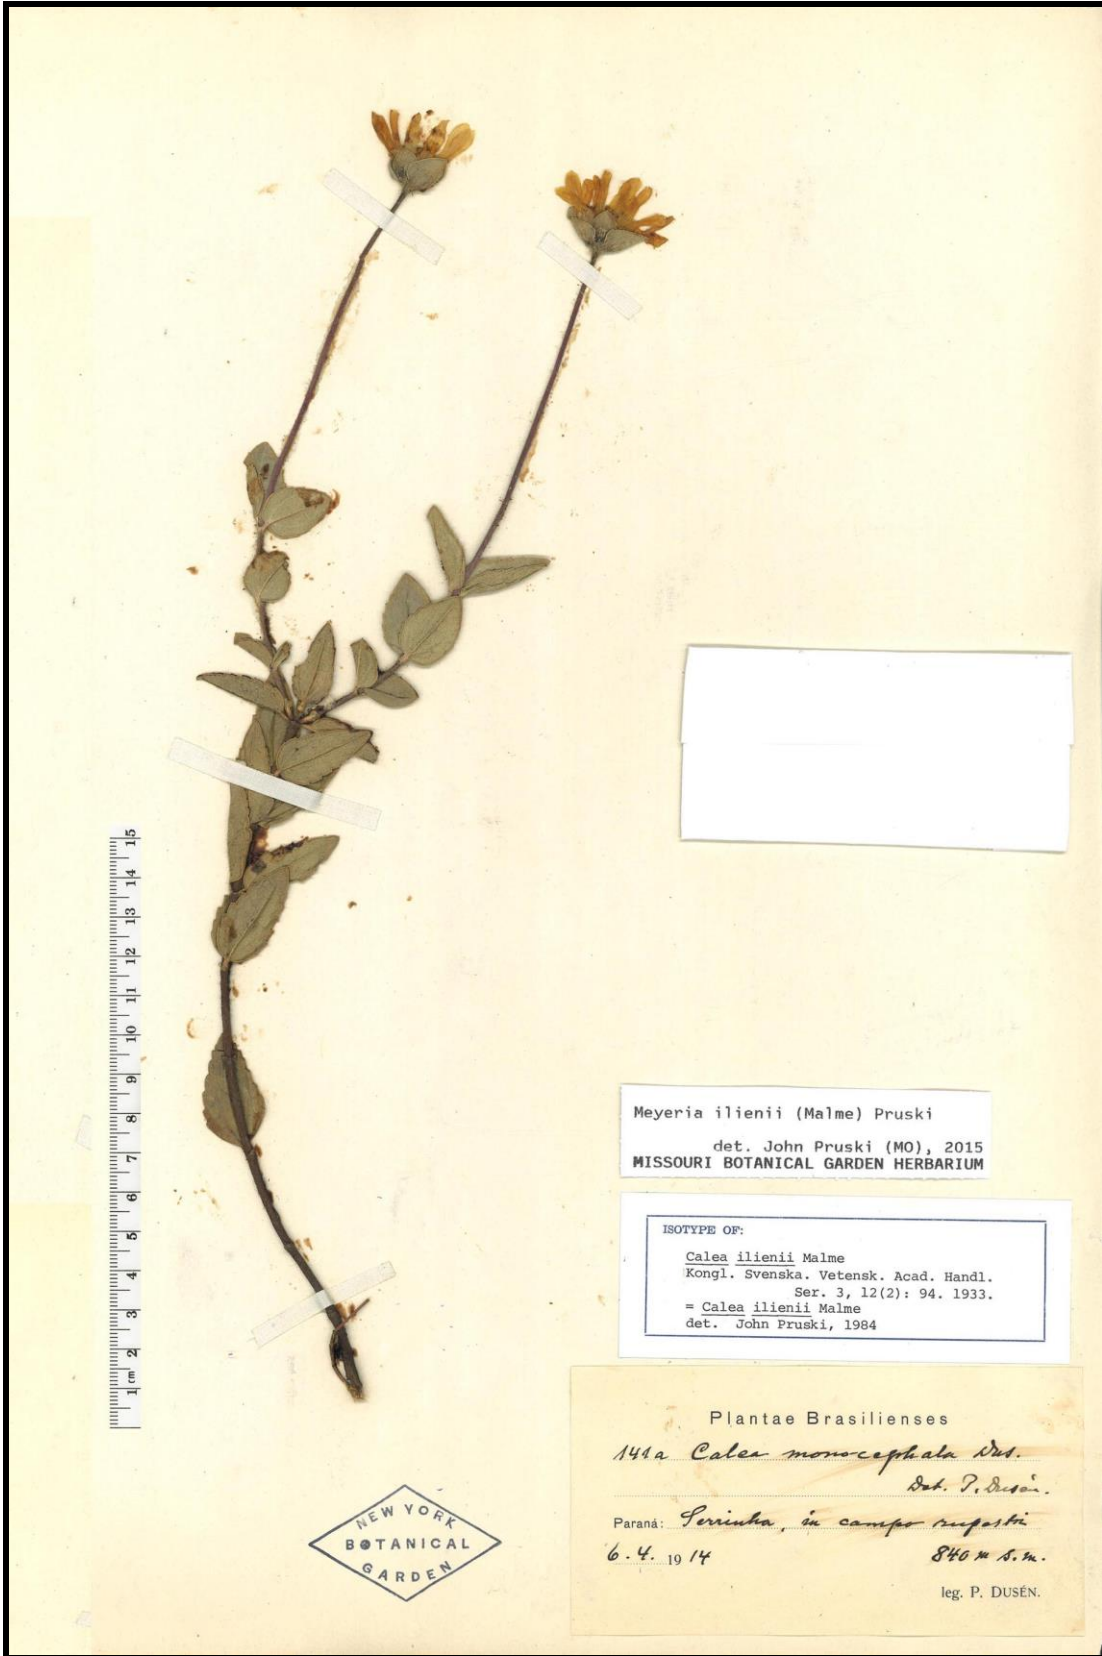 Meyeria ilienii (Malme) Pruski
det. John Pruski (MO), 2015
MISSOURI BOTANICAL GARDEN HERBARIUM
ISOTYPE OF:
Calea ilienii Malme
Kongl. Svenska. Vetensk. Acad. Handl.
Ser. 3, 12(2): 94. 1933.
= Calea ilienii Malme
det. John Pruski, 1984
Plantae Brasilienses
141a Calea monocephala Dus.
Det. P. Dusén.
Paraná: Serrinha, in campo rupestri
6.4. 1914 840 m s.m.
leg. P. DUSÉN.
NEW YORK
BOTANICAL
GARDEN
15
14
13
12
11
10
9
8
7
6
5
4
3
2
1 cm